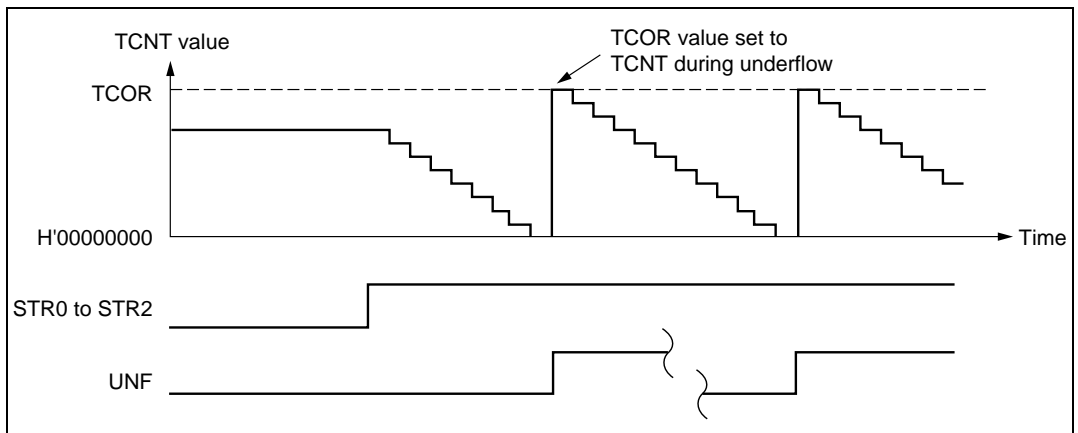 TCNT value
TCOR value set to
TCNT during underflow
TCOR
H'00000000
Time
STR0 to STR2
UNF